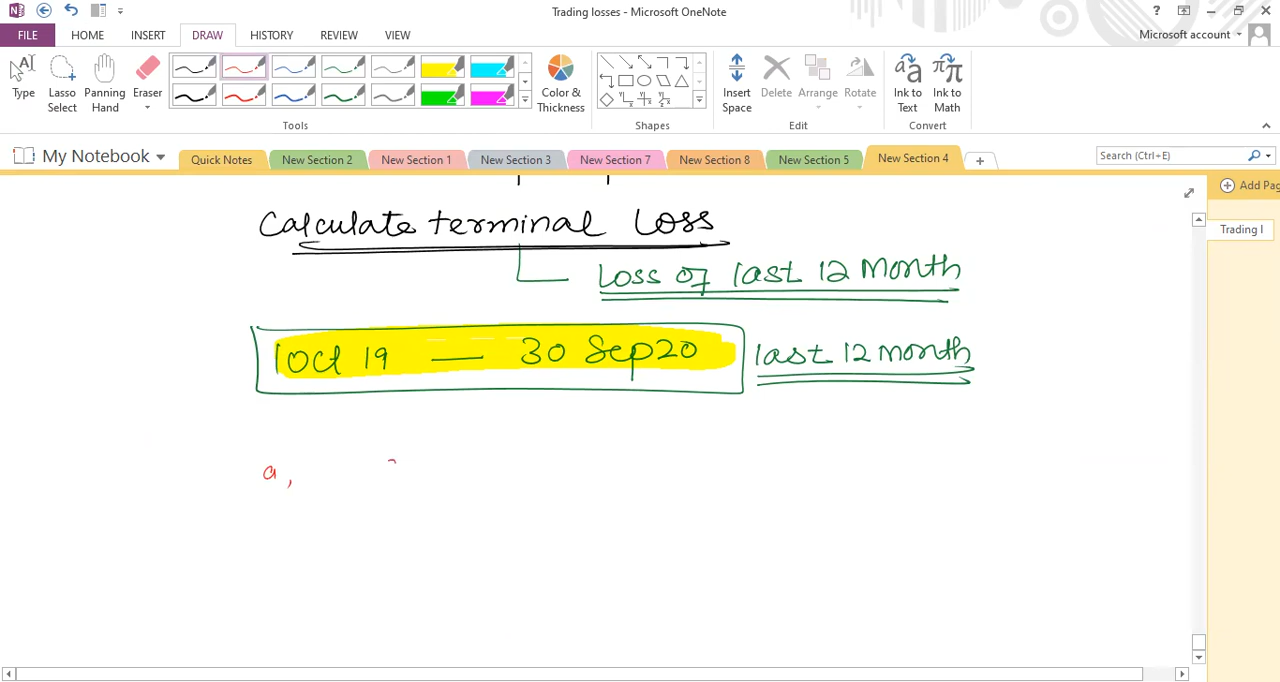 Trading losses - Microsoft OneNote
?
Microsoft account
FILE HOME INSERT DRAW HISTORY REVIEW VIEW
Type
Lasso Select
Panning Hand
Eraser
Color & Thickness
Insert Space
Delete
Arrange
Rotate
Ink to Text
Ink to Math
Tools
Shapes
Edit
Convert
My Notebook
Quick Notes
New Section 2
New Section 1
New Section 3
New Section 7
New Section 8
New Section 5
New Section 4
Search (Ctrl+E)
Add Pag
Trading l
Calculate terminal Loss
Loss of last 12 Month
1 Oct 19 — 30 Sep 20
last 12 month
a,